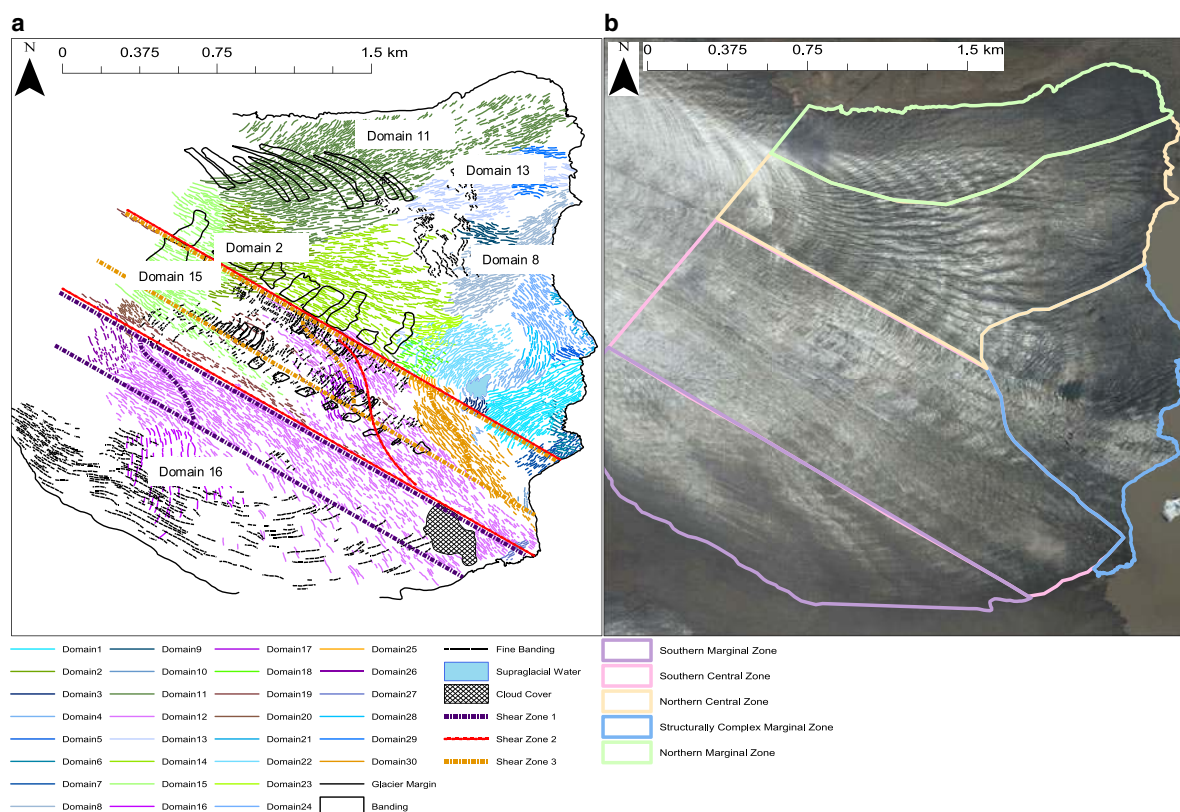 a
b
N
0 0.375 0.75 1.5 km
N
0 0.375 0.75 1.5 km
Domain 11
Domain 13
Domain 2
Domain 8
Domain 15
Domain 16
Domain1
Domain2
Domain3
Domain4
Domain5
Domain6
Domain7
Domain8
Domain9
Domain10
Domain11
Domain12
Domain13
Domain14
Domain15
Domain16
Domain17
Domain18
Domain19
Domain20
Domain21
Domain22
Domain23
Domain24
Domain25
Domain26
Domain27
Domain28
Domain29
Domain30
Glacier Margin
Banding
Fine Banding
Supraglacial Water
Cloud Cover
Shear Zone 1
Shear Zone 2
Shear Zone 3
Southern Marginal Zone
Southern Central Zone
Northern Central Zone
Structurally Complex Marginal Zone
Northern Marginal Zone